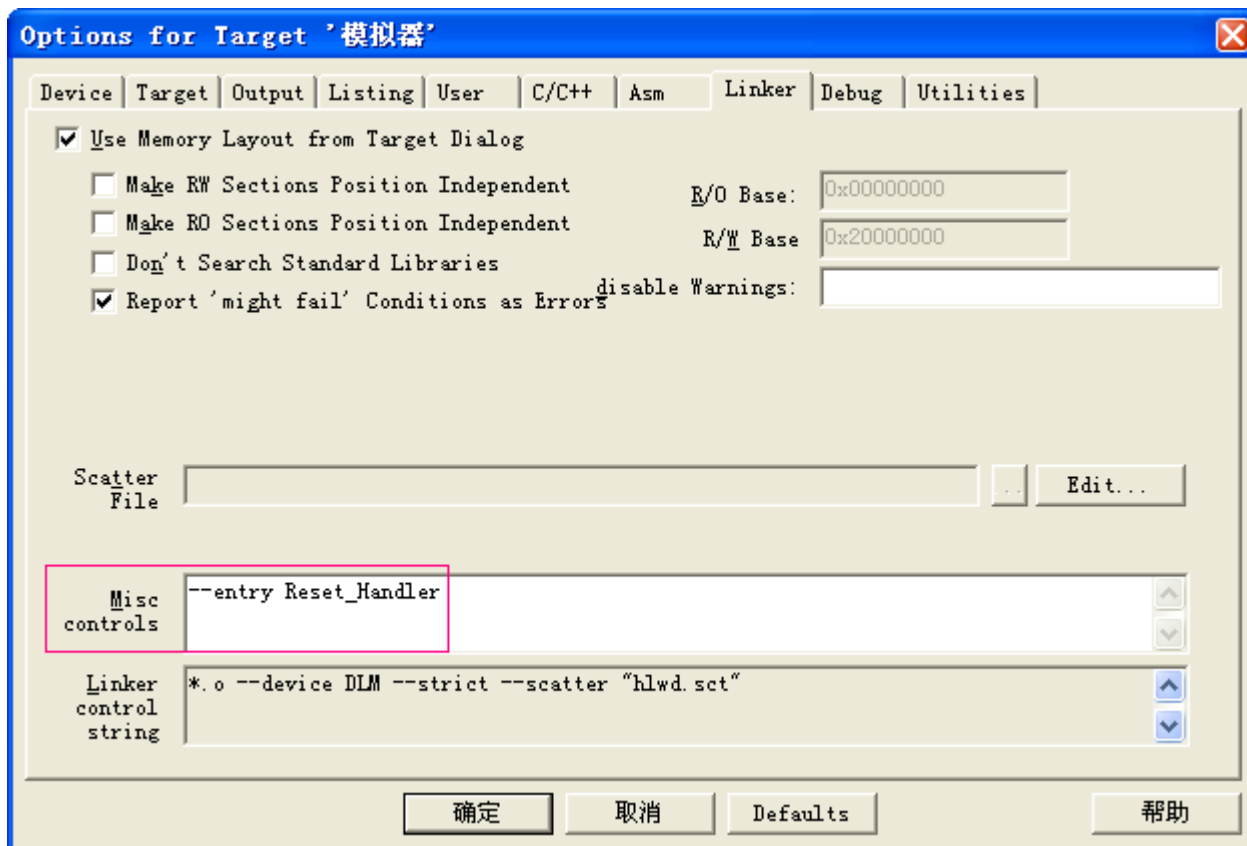 Options for Target '模拟器'
Device Target Output Listing User C/C++ Asm Linker Debug Utilities
Use Memory Layout from Target Dialog
Make RW Sections Position Independent
R/O Base: 0x00000000
Make RO Sections Position Independent
R/W Base 0x20000000
Don't Search Standard Libraries
disable Warnings:
Report 'might fail' Conditions as Errors
Scatter
File
... Edit...
Misc
controls
--entry Reset_Handler
Linker
control
string
*.o --device DLM --strict --scatter "hlwd.sct"
确定 取消 Defaults 帮助